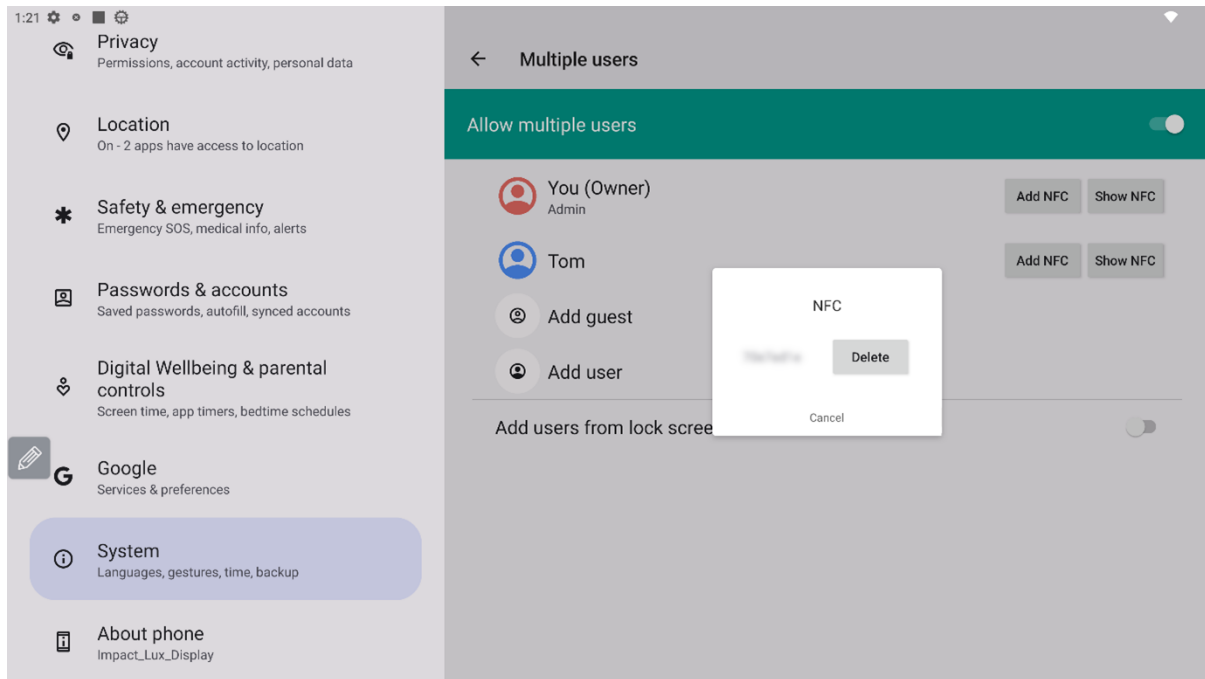 1:21
Privacy
Permissions, account activity, personal data
Location
On - 2 apps have access to location
Safety & emergency
Emergency SOS, medical info, alerts
Passwords & accounts
Saved passwords, autofill, synced accounts
Digital Wellbeing & parental
controls
Screen time, app timers, bedtime schedules
Google
Services & preferences
System
Languages, gestures, time, backup
About phone
Impact_Lux_Display
Multiple users
Allow multiple users
You (Owner)
Admin
Add NFC
Show NFC
Tom
Add NFC
Show NFC
Add guest
Add user
Add users from lock scree
NFC
Delete
Cancel